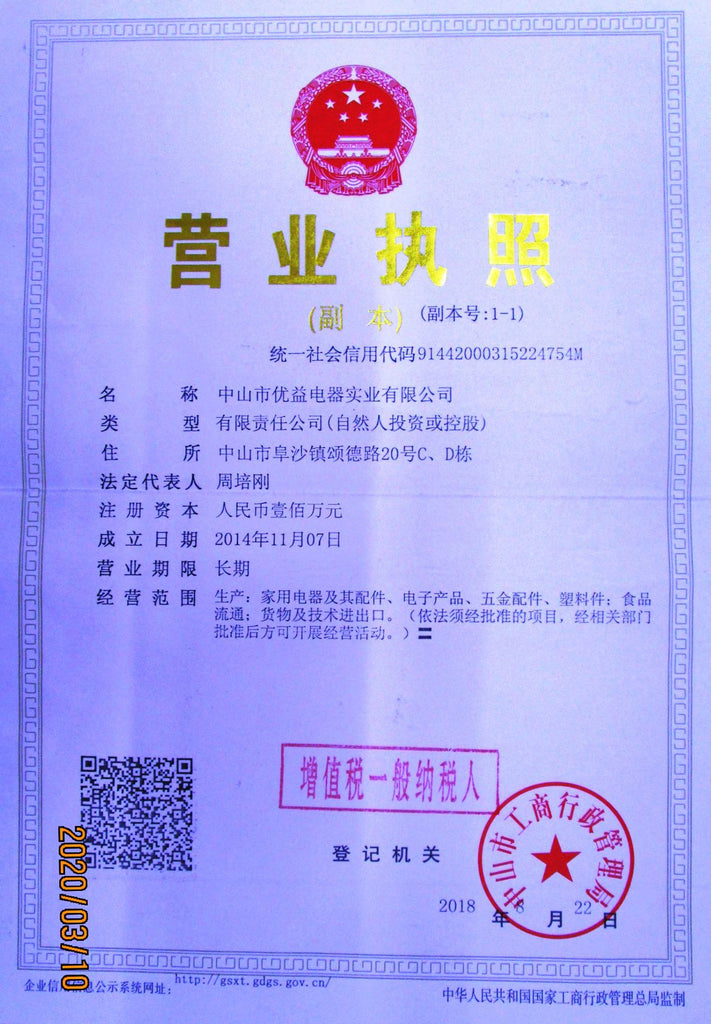 营业执照
(副 本) (副本号:1-1)
统一社会信用代码91442000315224754M
名 称 中山市优益电器实业有限公司
类 型 有限责任公司(自然人投资或控股)
住 所 中山市阜沙镇颂德路20号C、D栋
法定代表人 周培刚
注册资本 人民币壹佰万元
成立日期 2014年11月07日
营业期限 长期
经营范围 生产：家用电器及其配件、电子产品、五金配件、塑料件；食品
流通；货物及技术进出口。（依法须经批准的项目，经相关部门
批准后方可开展经营活动。）
增值税一般纳税人
中山市工商行政管理局
登记机关
2018 年 8 月 22 日
2020/03/10
企业信用信息公示系统网址: http://gsxt.gdgs.gov.cn/
中华人民共和国国家工商行政管理总局监制